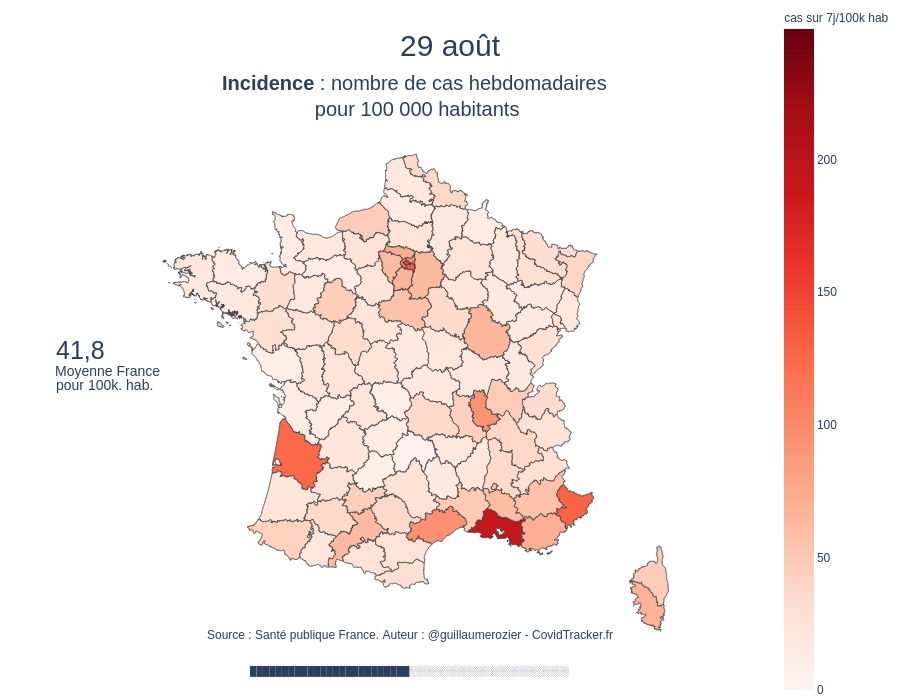 cas sur 7j/100k hab
29 août
Incidence : nombre de cas hebdomadaires
pour 100 000 habitants
200
150
41,8
Moyenne France
pour 100k. hab.
100
50
0
Source : Santé publique France. Auteur : @guillaumerozier - CovidTracker.fr